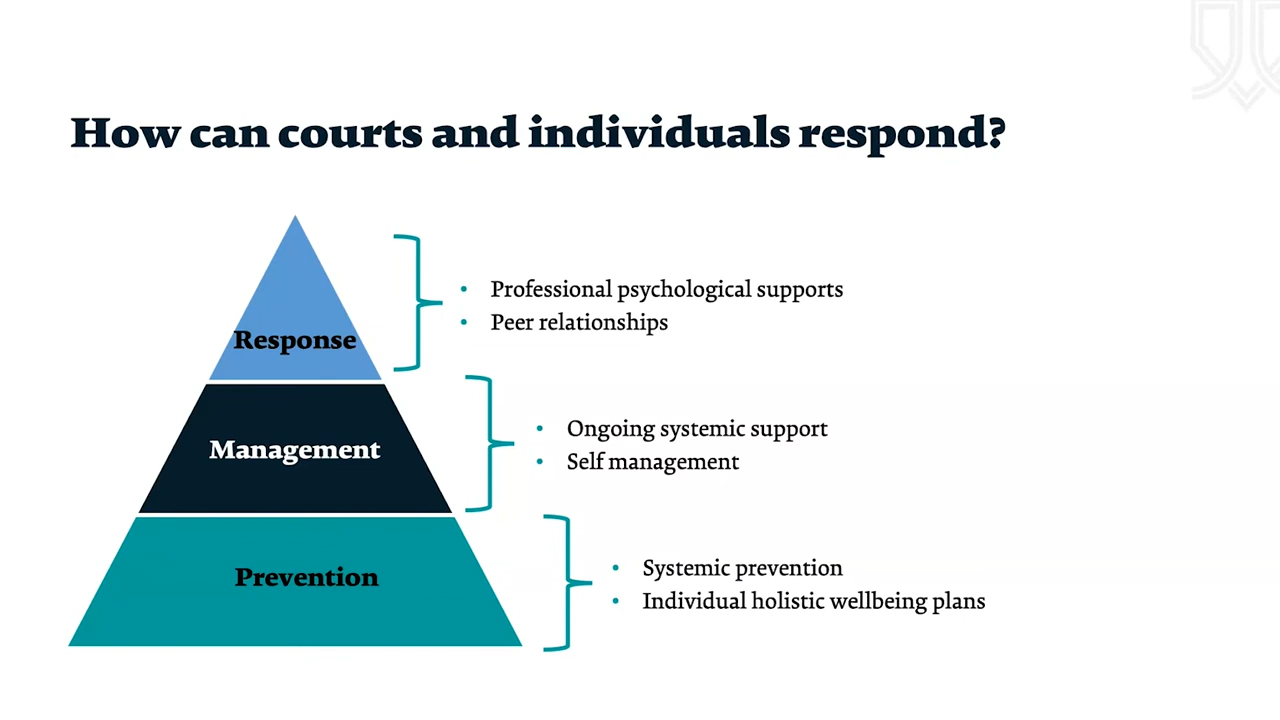 How can courts and individuals respond?
Response
• Professional psychological supports
• Peer relationships
Management
• Ongoing systemic support
• Self management
Prevention
• Systemic prevention
• Individual holistic wellbeing plans